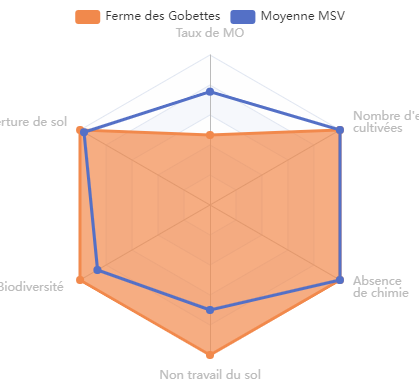 Ferme des Gobettes
Moyenne MSV
Taux de MO
Nombre
cultivées
de sol
Biodiversité
Absence
de chimie
Non travail du sol